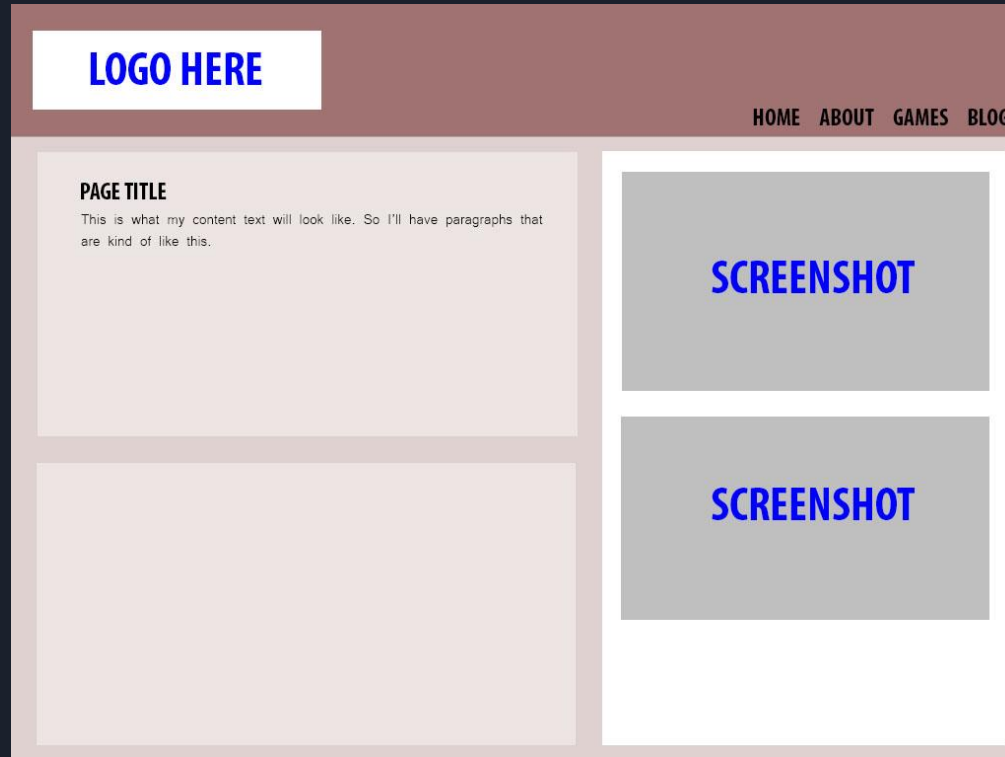 LOGO HERE
HOME ABOUT GAMES BLOG
PAGE TITLE
This is what my content text will look like. So I'll have paragraphs that
are kind of like this.
SCREENSHOT
SCREENSHOT